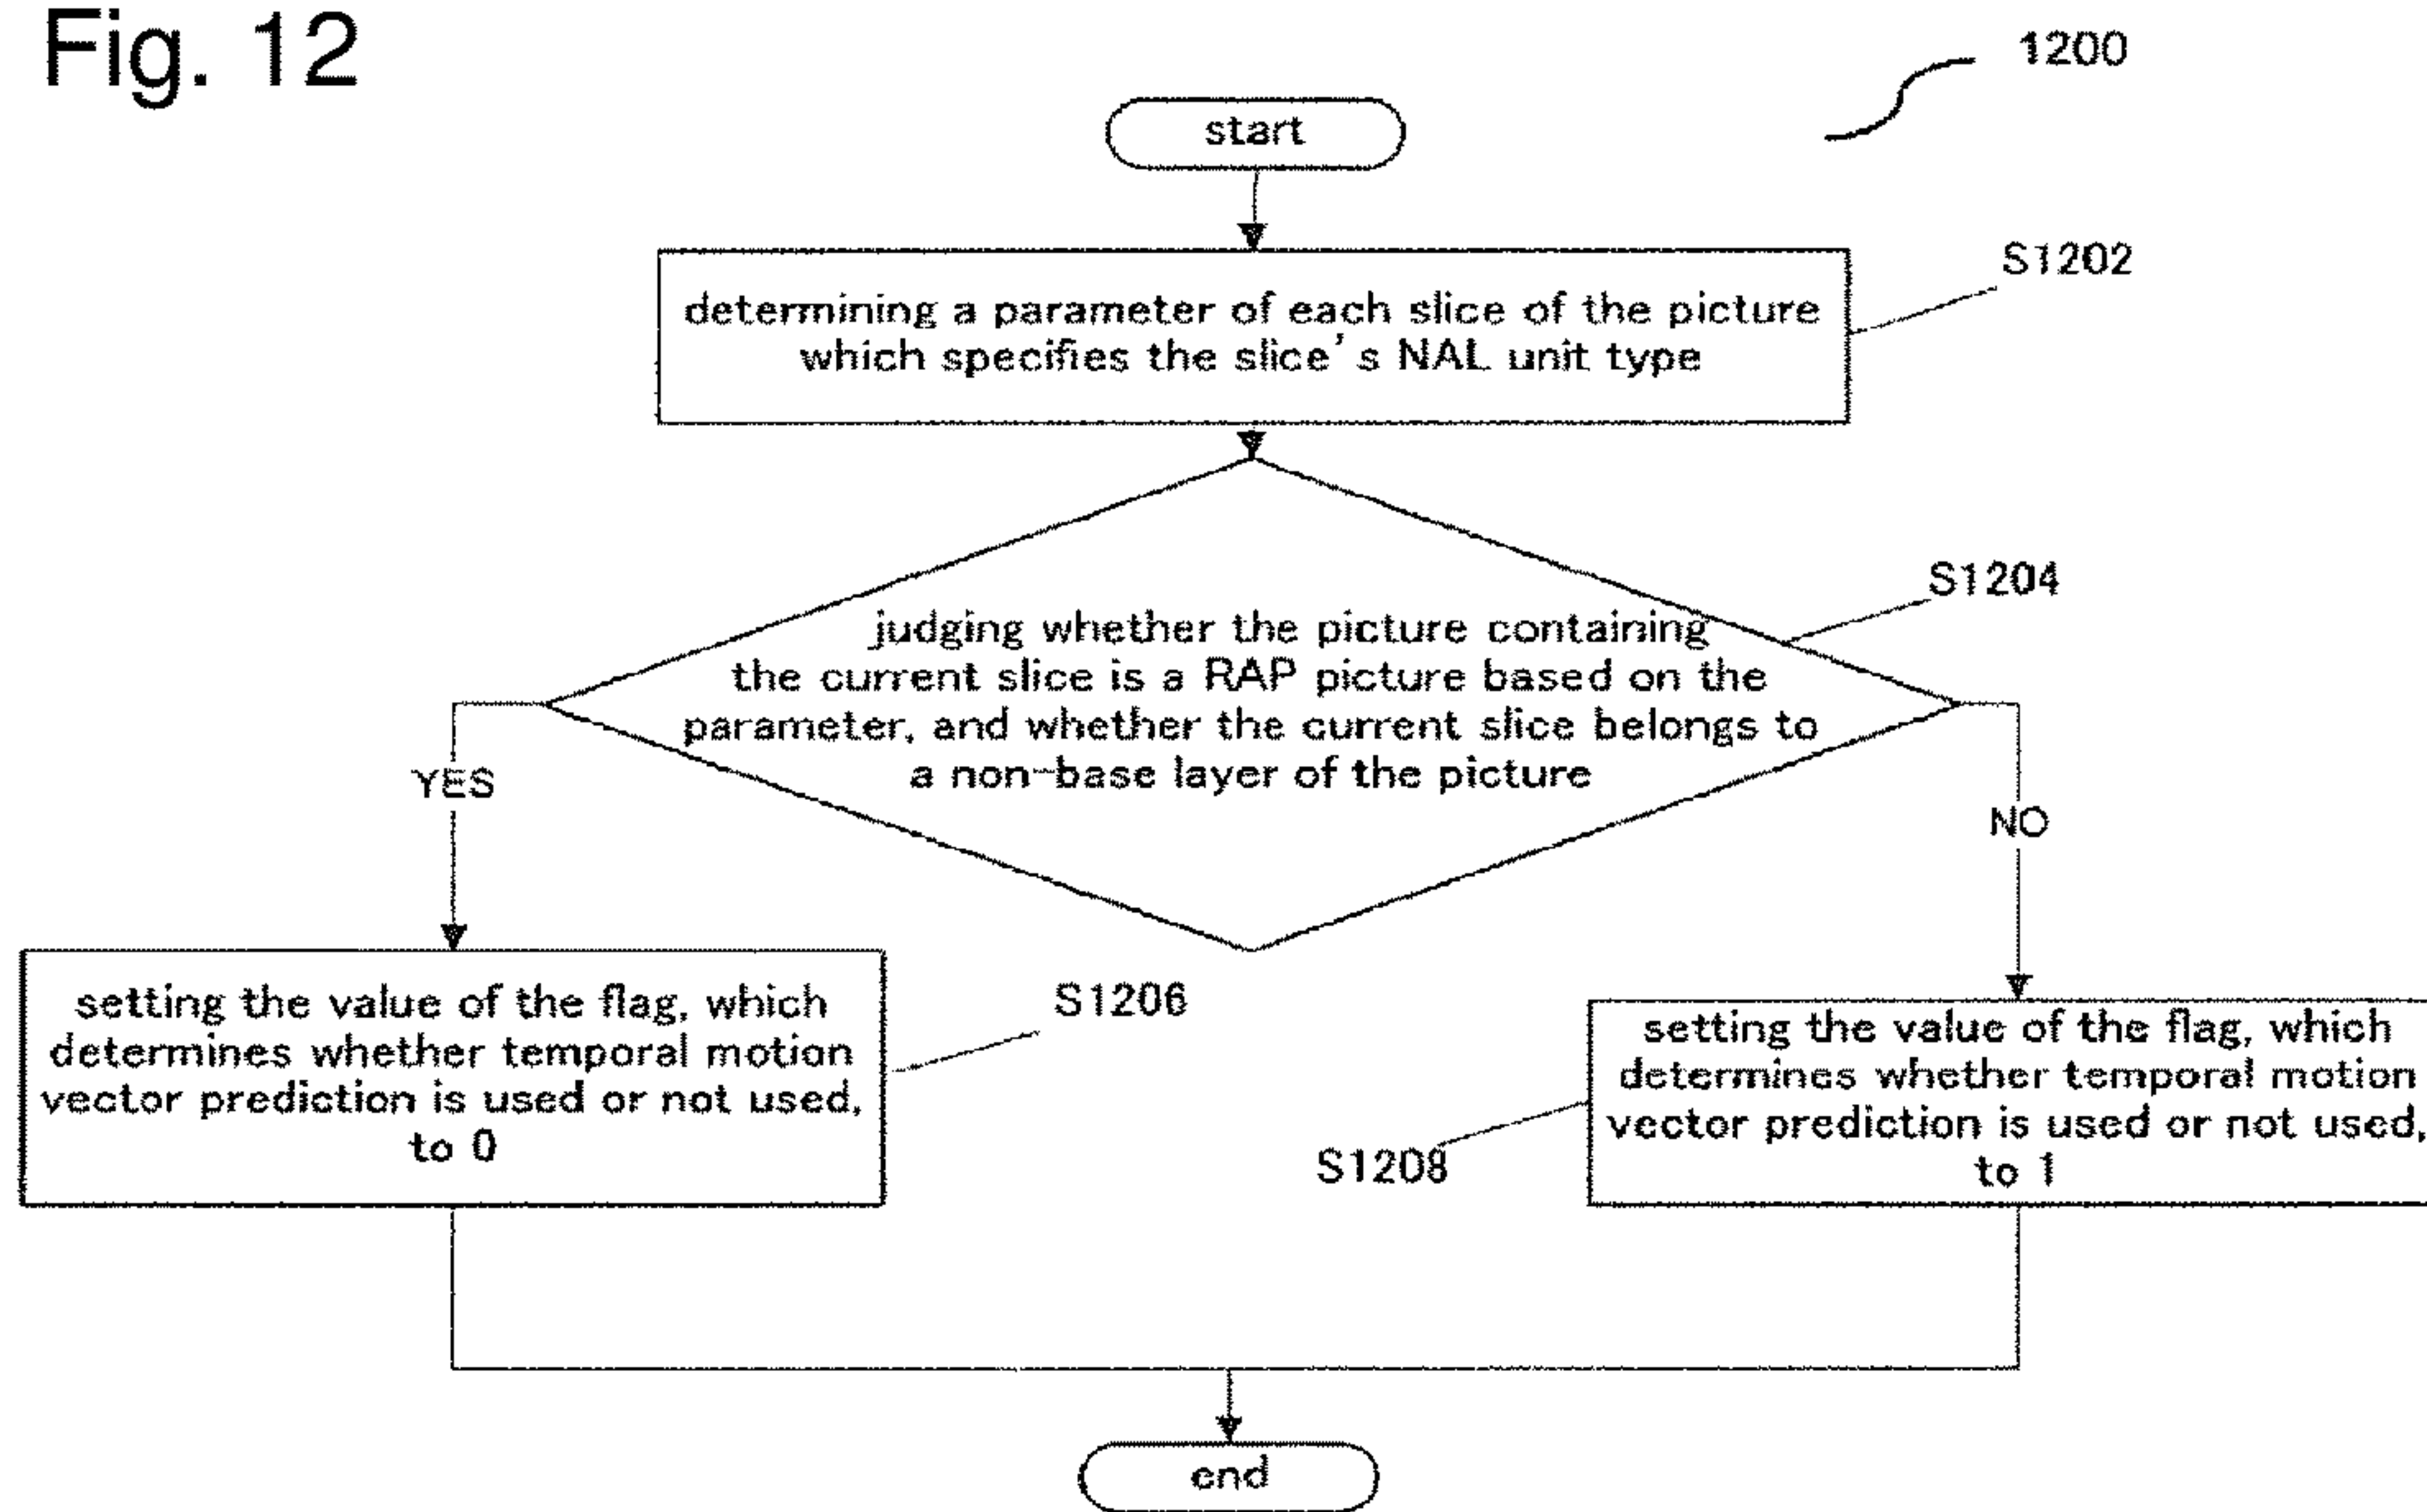 Fig. 12
1200
start
S1202
determining a parameter of each slice of the picture
which specifies the slice's NAL unit type
S1204
judging whether the picture containing
the current slice is a RAP picture based on the
parameter, and whether the current slice belongs to
a non-base layer of the picture
YES
NO
setting the value of the flag, which
determines whether temporal motion
vector prediction is used or not used,
to 0
S1206
setting the value of the flag, which
determines whether temporal motion
vector prediction is used or not used,
to 1
S1208
end